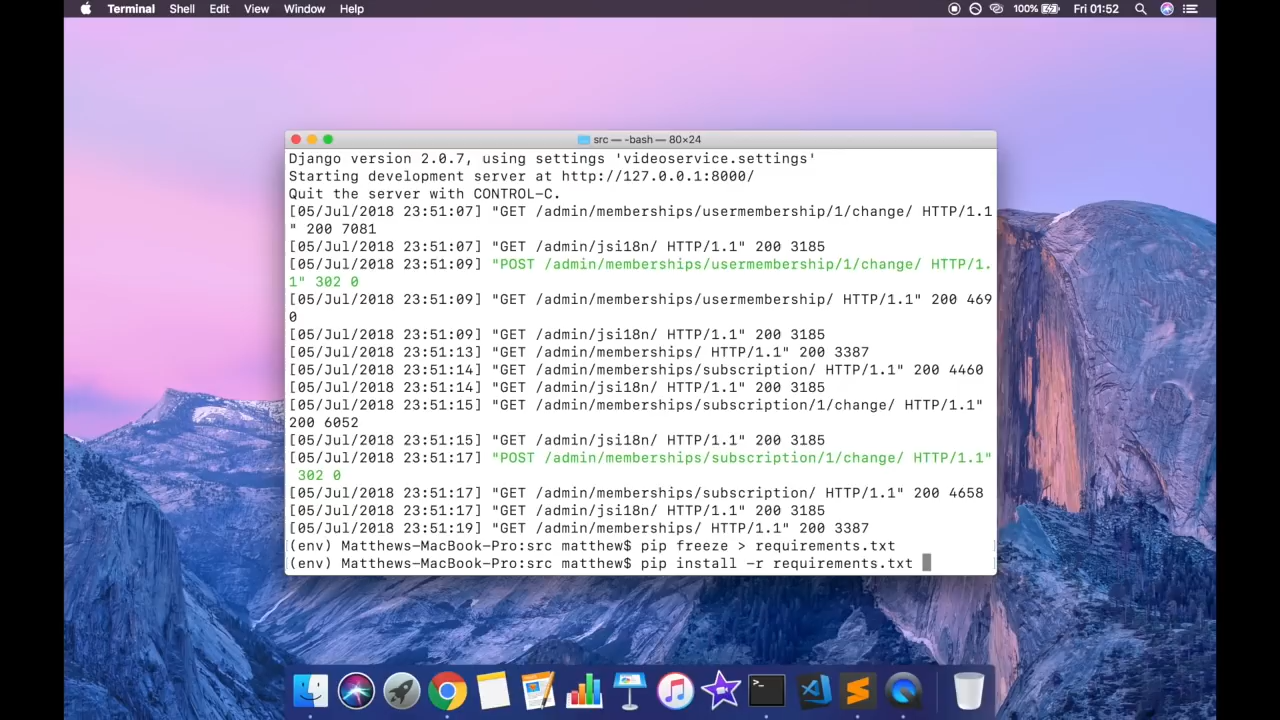 Terminal Shell Edit View Window Help 100% Fri 01:52
src — -bash — 80×24
Django version 2.0.7, using settings 'videoservice.settings'
Starting development server at http://127.0.0.1:8000/
Quit the server with CONTROL-C.
[05/Jul/2018 23:51:07] "GET /admin/memberships/usermembership/1/change/ HTTP/1.1
" 200 7081
[05/Jul/2018 23:51:07] "GET /admin/jsi18n/ HTTP/1.1" 200 3185
[05/Jul/2018 23:51:09] "POST /admin/memberships/usermembership/1/change/ HTTP/1.
1" 302 0
[05/Jul/2018 23:51:09] "GET /admin/memberships/usermembership/ HTTP/1.1" 200 469
0
[05/Jul/2018 23:51:09] "GET /admin/jsi18n/ HTTP/1.1" 200 3185
[05/Jul/2018 23:51:13] "GET /admin/memberships/ HTTP/1.1" 200 3387
[05/Jul/2018 23:51:14] "GET /admin/memberships/subscription/ HTTP/1.1" 200 4460
[05/Jul/2018 23:51:14] "GET /admin/jsi18n/ HTTP/1.1" 200 3185
[05/Jul/2018 23:51:15] "GET /admin/memberships/subscription/1/change/ HTTP/1.1"
200 6052
[05/Jul/2018 23:51:15] "GET /admin/jsi18n/ HTTP/1.1" 200 3185
[05/Jul/2018 23:51:17] "POST /admin/memberships/subscription/1/change/ HTTP/1.1"
302 0
[05/Jul/2018 23:51:17] "GET /admin/memberships/subscription/ HTTP/1.1" 200 4658
[05/Jul/2018 23:51:17] "GET /admin/jsi18n/ HTTP/1.1" 200 3185
[05/Jul/2018 23:51:19] "GET /admin/memberships/ HTTP/1.1" 200 3387
(env) Matthews-MacBook-Pro:src matthew$ pip freeze > requirements.txt
(env) Matthews-MacBook-Pro:src matthew$ pip install -r requirements.txt